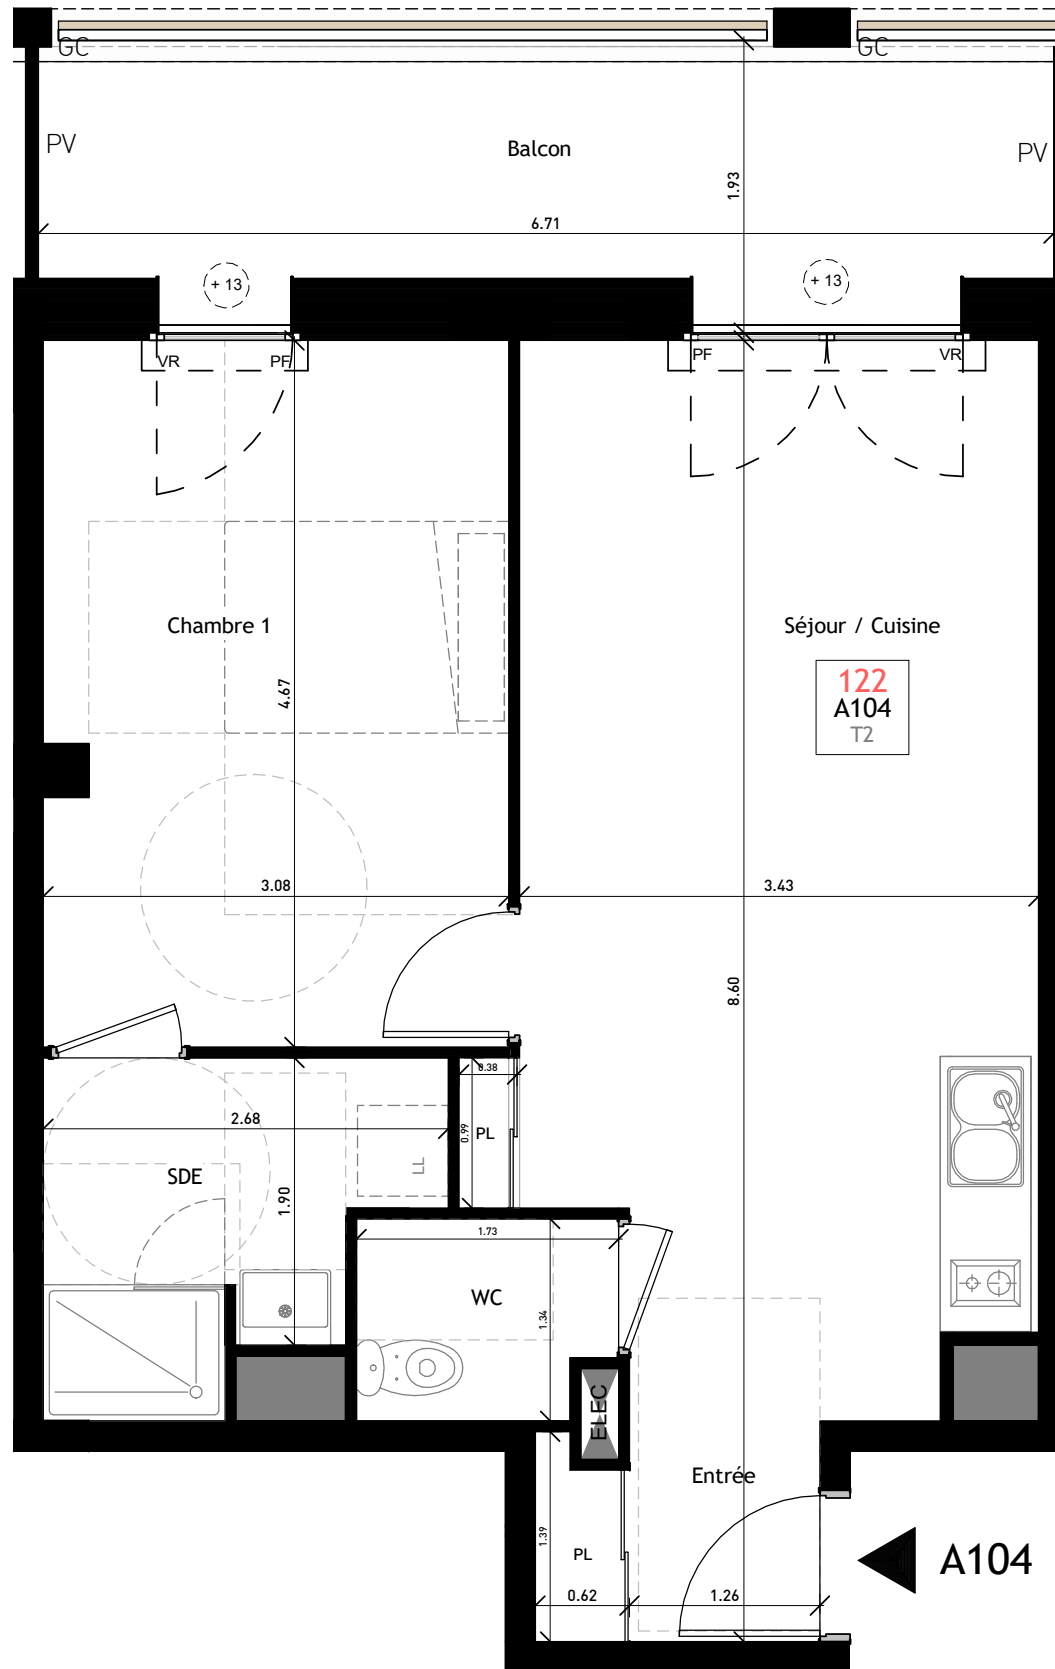 GC
GC
PV
Balcon
PV
1.93
6.71
+ 13
+ 13
VR
PF
PF
VR
Chambre 1
Séjour / Cuisine
4.67
122
A104
T2
3.08
3.43
8.60
0.38
2.68
0.99
PL
LL
SDE
1.90
1.73
WC
1.34
ELEC
Entrée
1.39
PL
A104
0.62
1.26